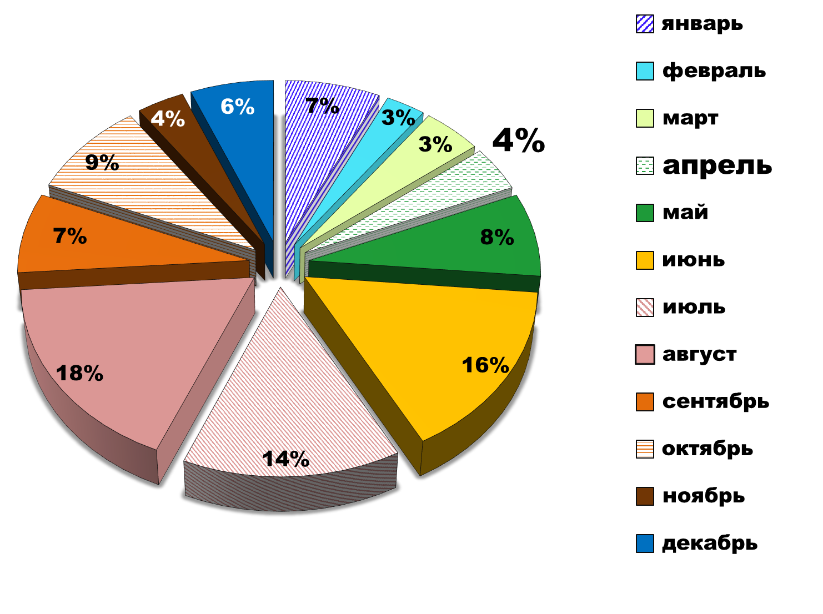 7%
3%
3%
4%
8%
16%
14%
18%
7%
9%
4%
6%
январь
февраль
март
апрель
май
июнь
июль
август
сентябрь
октябрь
ноябрь
декабрь